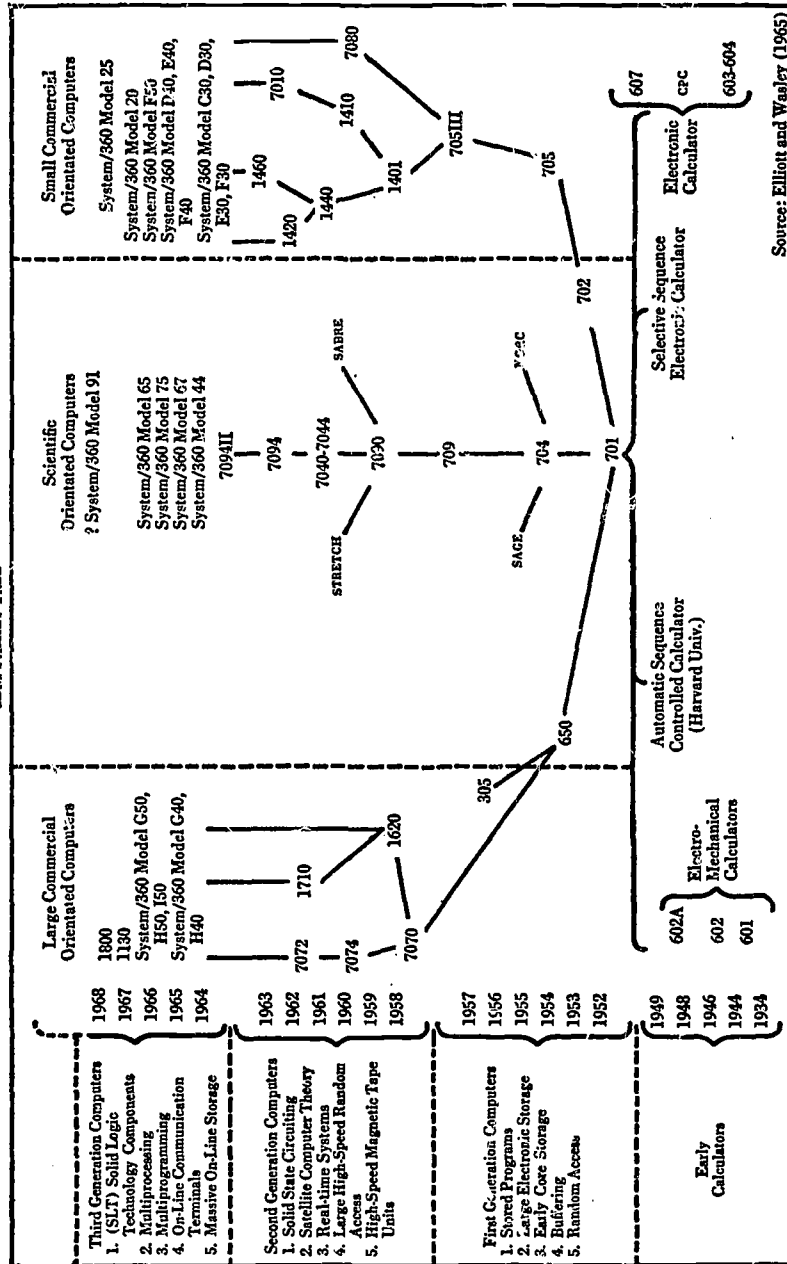 Third Generation Computers
1. (SLT) Solid Logic
Technology Components
2. Multiprocessing
3. Multiprogramming
4. On-Line Communication
Terminals
5. Massive On-Line Storage
1968
1967
1966
1965
1964
Second Generation Computers
1. Solid State Circuiting
2. Satellite Computer Theory
3. Real-time Systems
4. Large High-Speed Random
Access
5. High-Speed Magnetic Tape
Units
1963
1962
1961
1960
1959
1958
First Generation Computers
1. Stored Programs
2. Large Electronic Storage
3. Early Core Storage
4. Buffering
5. Random Access
1957
1956
1955
1954
1953
1952
Early
Calculators
1949
1948
1946
1944
1934
Large Commercial
Orientated Computers
1800
1130
System/360 Model G50,
H50, I50
System/360 Model G40,
H40
7072
1710
7074
1620
7070
305
650
Scientific
Orientated Computers
? System/360 Model 91
System/360 Model 65
System/360 Model 75
System/360 Model 67
System/360 Model 44
7094II
7094
7040-7044
STRETCH
7090
SABRE
709
SAGE
704
701
702
Small Commercial
Orientated Computers
System/360 Model 25
System/360 Model 20
System/360 Model F50
System/360 Model D40, E40,
F40
System/360 Model C30, D30,
E30, F30
1420
1460
7010
7080
1440
1410
1401
705III
705
602A
602
601
Electro-
Mechanical
Calculators
Automatic Sequence
Controlled Calculator
(Harvard Univ.)
Selective Sequence
Electronic Calculator
Electronic
Calculator
607
CPC
603-604
Source: Elliott and Wasley (1965)